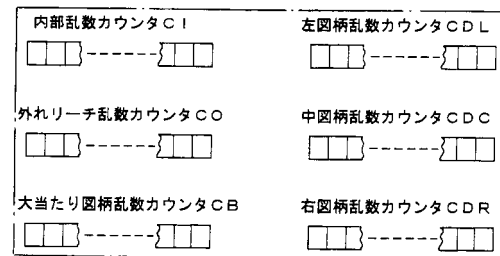 内部乱数カウンタCI
左図柄乱数カウンタCDL
外れリーチ乱数カウンタCO
中図柄乱数カウンタCDC
大当たり図柄乱数カウンタCB
右図柄乱数カウンタCDR